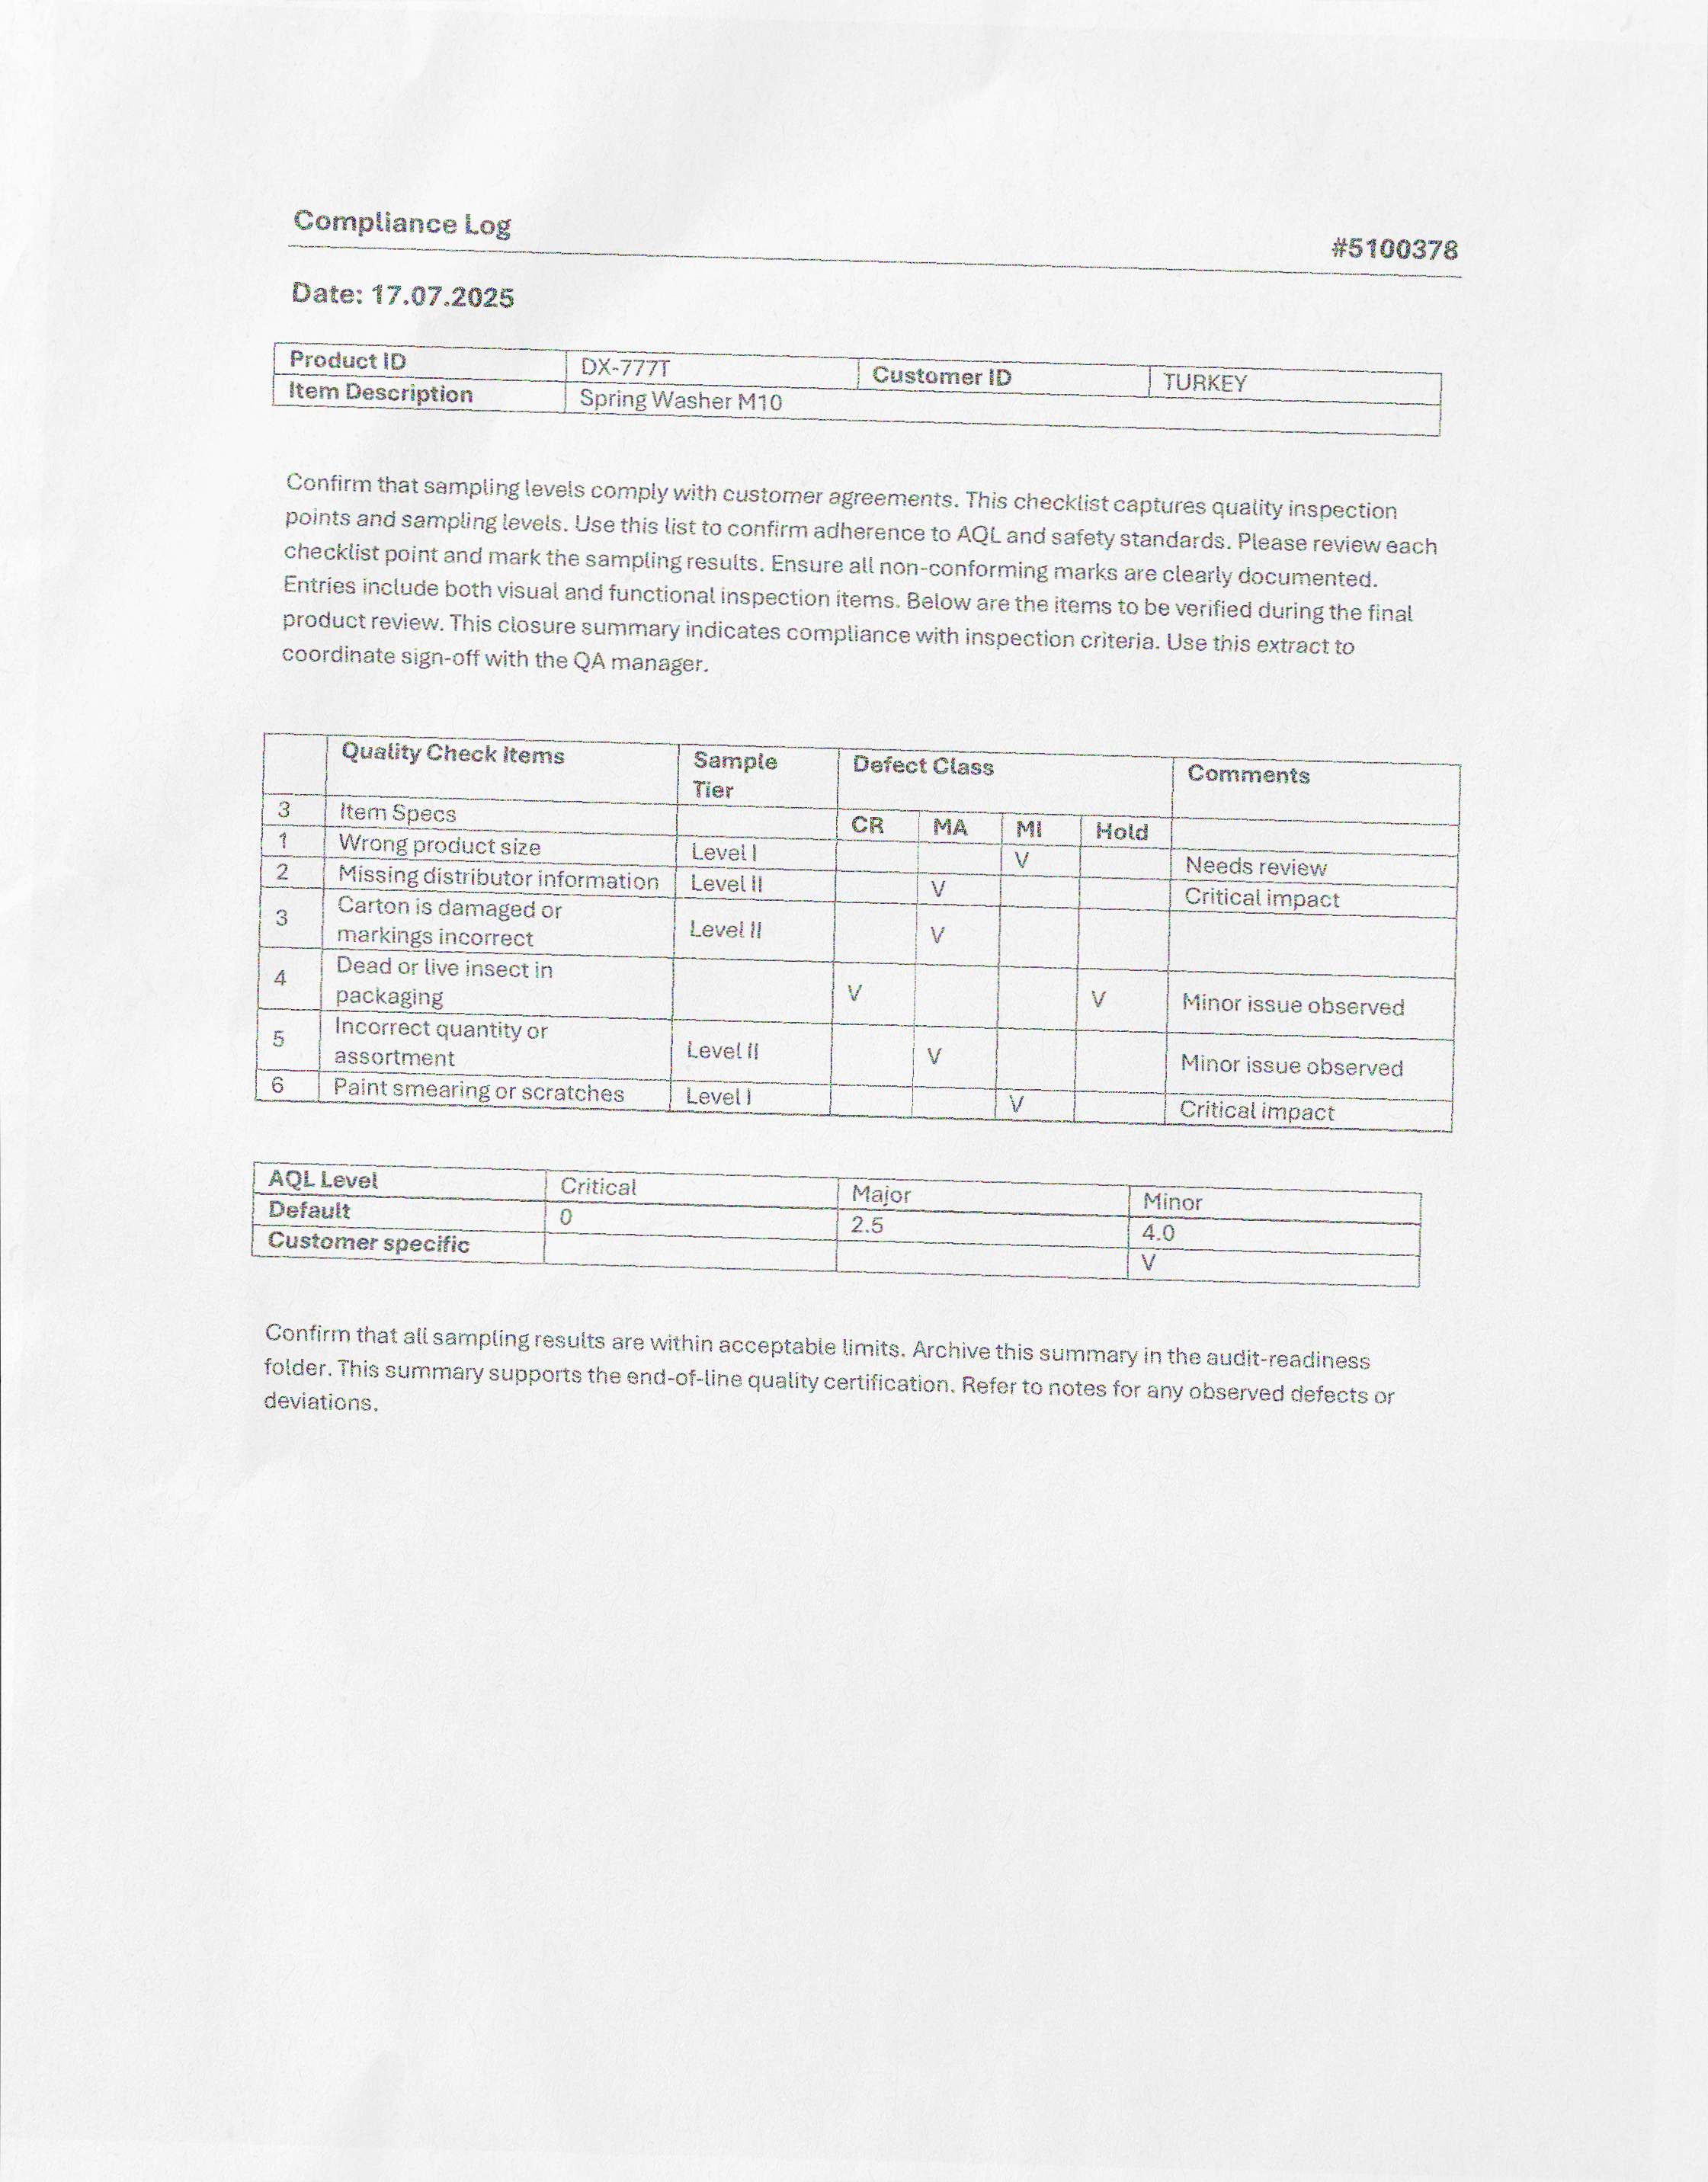 Compliance Log
#5100378
Date: 17.07.2025
Product ID DX-777T Customer ID TURKEY
Item Description Spring Washer M10
Confirm that sampling levels comply with customer agreements. This checklist captures quality inspection
points and sampling levels. Use this list to confirm adherence to AQL and safety standards. Please review each
checklist point and mark the sampling results. Ensure all non-conforming marks are clearly documented.
Entries include both visual and functional inspection items. Below are the items to be verified during the final
product review. This closure summary indicates compliance with inspection criteria. Use this extract to
coordinate sign-off with the QA manager.
Quality Check Items Sample Defect Class Comments
Tier
3 Item Specs CR MA MI Hold
1 Wrong product size Level I V Needs review
2 Missing distributor information Level II V Critical impact
3 Carton is damaged or
markings incorrect Level II V
4 Dead or live insect in
packaging V V Minor issue observed
5 Incorrect quantity or
assortment Level II V Minor issue observed
6 Paint smearing or scratches Level I V Critical impact
AQL Level Critical Major Minor
Default 0 2.5 4.0
Customer specific V
Confirm that all sampling results are within acceptable limits. Archive this summary in the audit-readiness
folder. This summary supports the end-of-line quality certification. Refer to notes for any observed defects or
deviations.